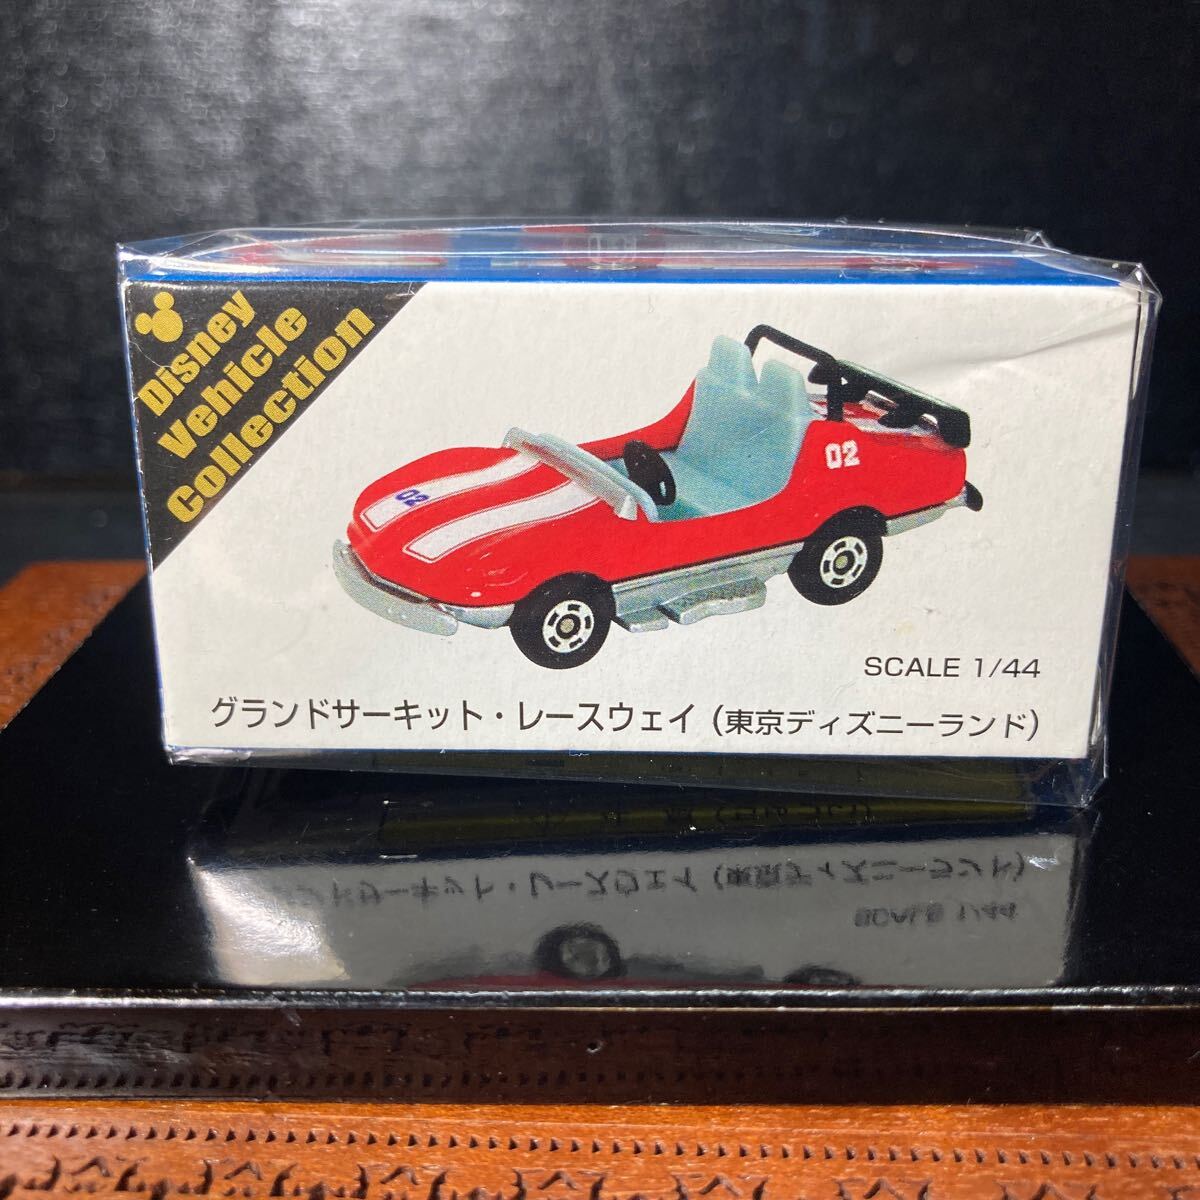 Disney
Vehicle
Collection
02
02
SCALE 1/44
グランドサーキット・レースウェイ (東京ディズニーランド)